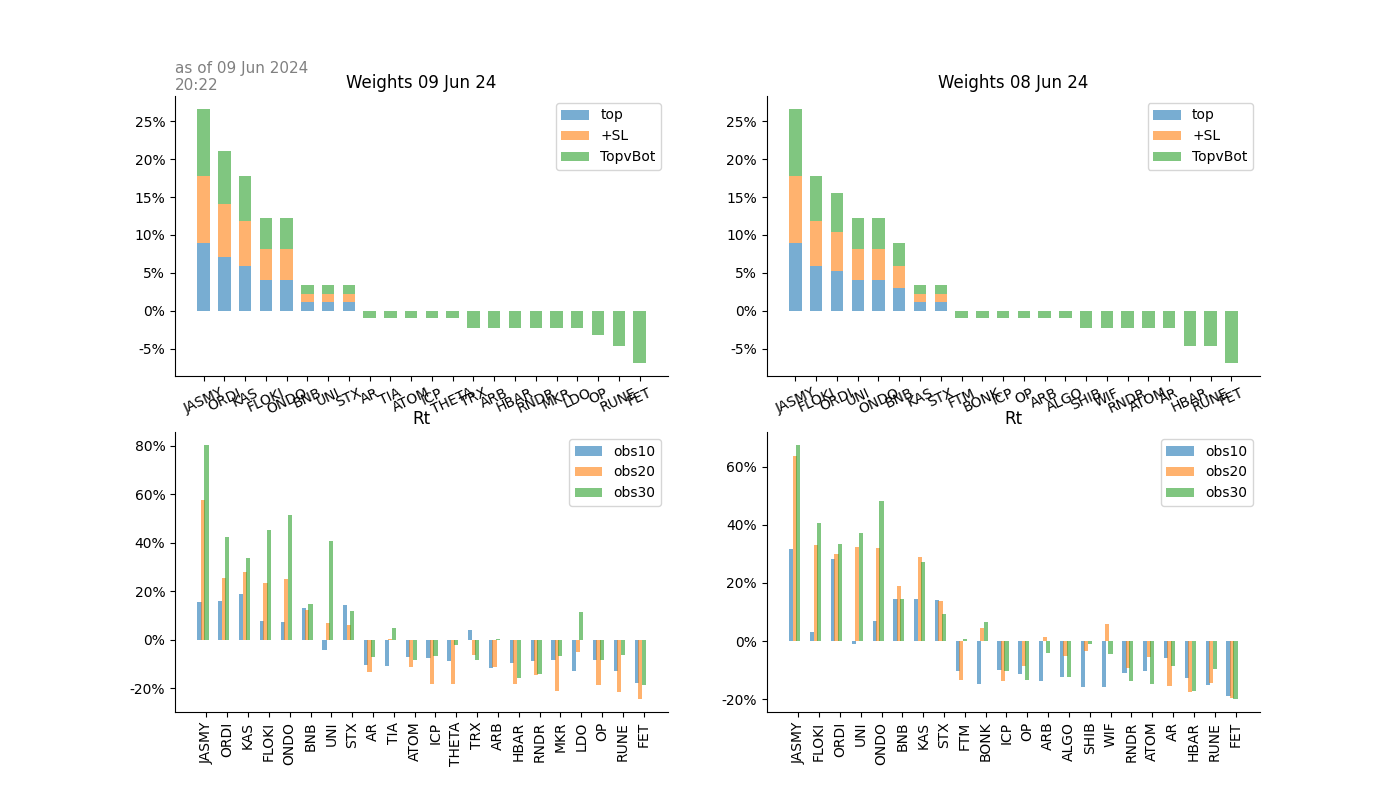 as of 09 Jun 2024
20:22
Weights 09 Jun 24
25%
20%
15%
10%
5%
0%
-5%
top
+SL
TopvBot
JASMY ORDI KAS FLOKI ONDO BNB UNI STX AR TIA ATOM ICP THETA TRX ARB HBAR RNDR MKR LDO OP RUNE FET
Weights 08 Jun 24
25%
20%
15%
10%
5%
0%
-5%
top
+SL
TopvBot
JASMY FLOKI ORDI UNI ONDO BNB KAS STX FTM BONK ICP OP ARB ALGO SHIB WIF RNDR ATOM AR HBAR RUNE FET
Rt
80%
60%
40%
20%
0%
-20%
obs10
obs20
obs30
JASMY ORDI KAS FLOKI ONDO BNB UNI STX AR TIA ATOM ICP THETA TRX ARB HBAR RNDR MKR LDO OP RUNE FET
Rt
60%
40%
20%
0%
-20%
obs10
obs20
obs30
JASMY FLOKI ORDI UNI ONDO BNB KAS STX FTM BONK ICP OP ARB ALGO SHIB WIF RNDR ATOM AR HBAR RUNE FET